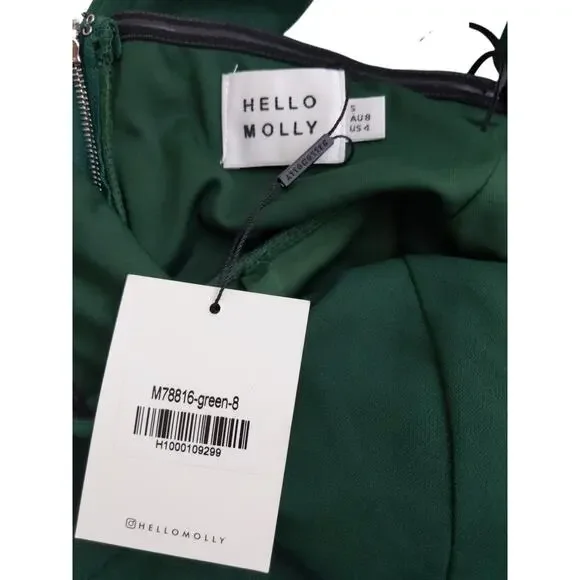 HELLO
MOLLY
S
AU 8
US 4
M78816-green-8
H1000109299
HELLOMOLLY